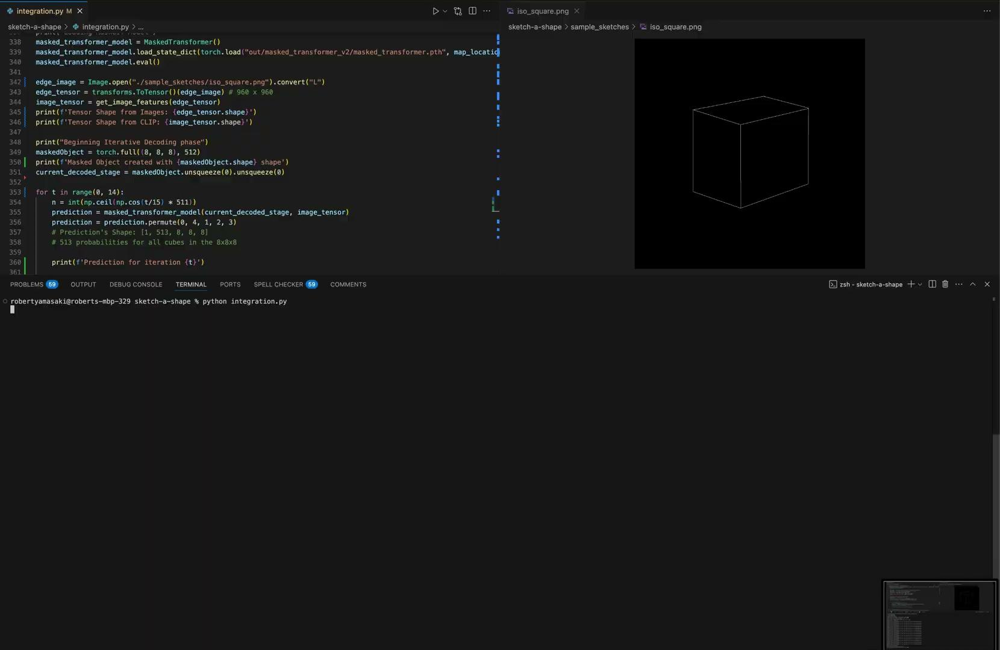 integration.py M
iso_square.png
sketch-a-shape > integration.py > ...
sketch-a-shape > sample_sketches > iso_square.png
338 masked_transformer_model = MaskedTransformer()
339 masked_transformer_model.load_state_dict(torch.load("out/masked_transformer_v2/masked_transformer.pth", map_locatio
340 masked_transformer_model.eval()
341
342 edge_image = Image.open("./sample_sketches/iso_square.png").convert("L")
343 edge_tensor = transforms.ToTensor()(edge_image) # 960 x 960
344 image_tensor = get_image_features(edge_tensor)
345 print(f'Tensor Shape from Images: {edge_tensor.shape}')
346 print(f'Tensor Shape from CLIP: {image_tensor.shape}')
347
348 print("Beginning Iterative Decoding phase")
349 maskedObject = torch.full((8, 8, 8), 512)
350 print(f'Masked Object created with {maskedObject.shape} shape')
351 current_decoded_stage = maskedObject.unsqueeze(0).unsqueeze(0)
352
353 for t in range(0, 14):
354 n = int(np.ceil(np.cos(t/15) * 511))
355 prediction = masked_transformer_model(current_decoded_stage, image_tensor)
356 prediction = prediction.permute(0, 4, 1, 2, 3)
357 # Prediction's Shape: [1, 513, 8, 8, 8]
358 # 513 probabilities for all cubes in the 8x8x8
359
360 print(f'Prediction for iteration {t}')
361
PROBLEMS 59 OUTPUT DEBUG CONSOLE TERMINAL PORTS SPELL CHECKER 59 COMMENTS
zsh - sketch-a-shape
robertyamasaki@roberts-mbp-329 sketch-a-shape % python integration.py